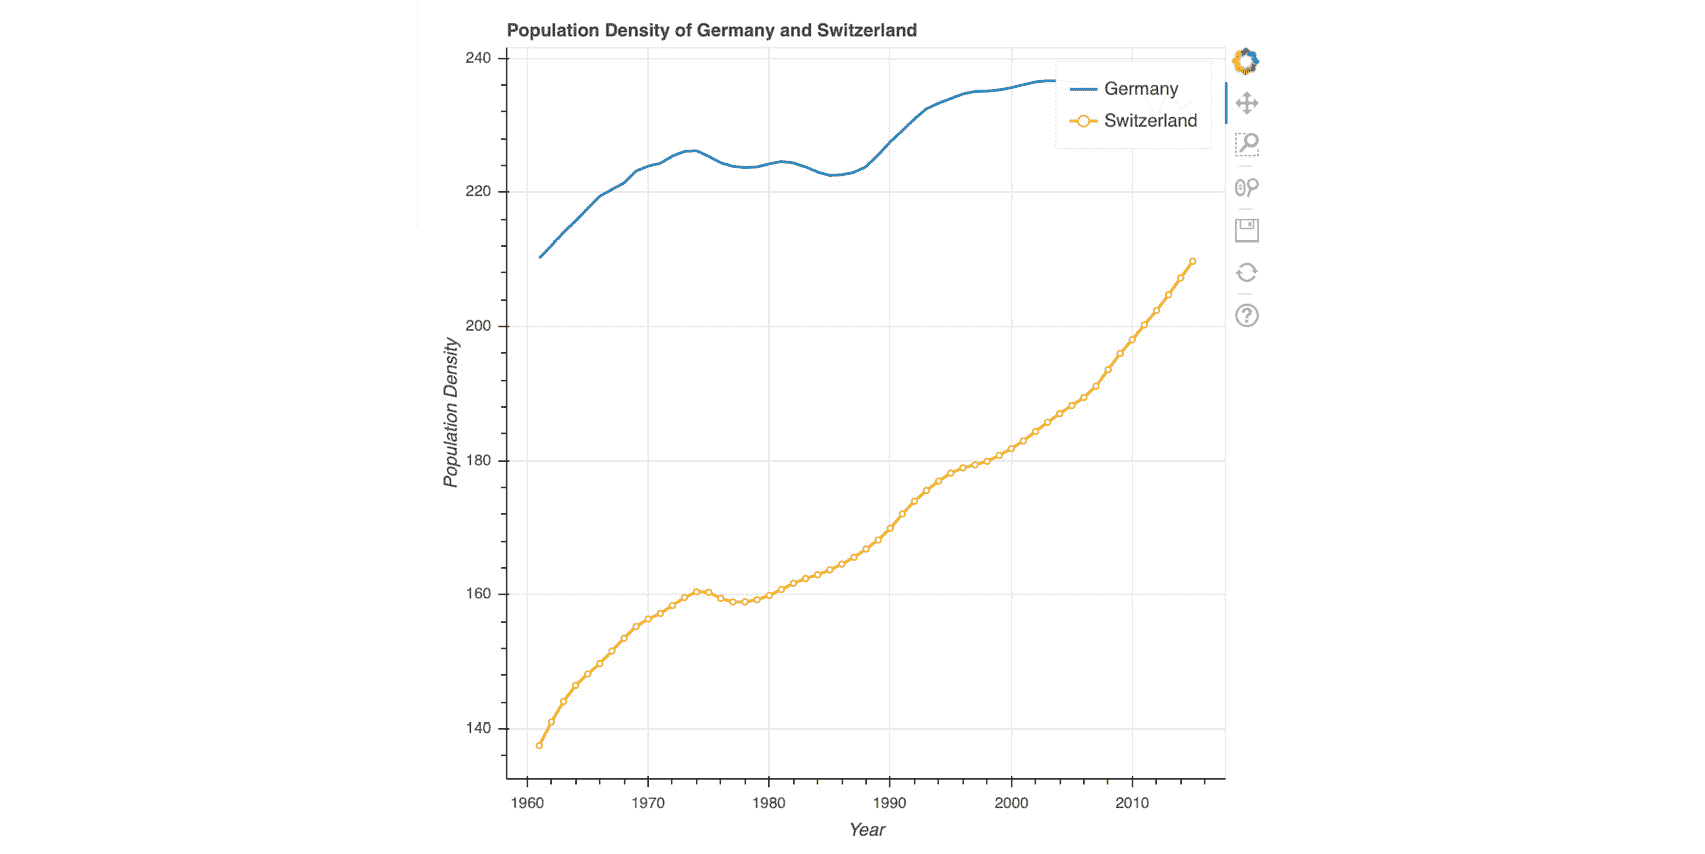 Population Density of Germany and Switzerland
240
220
200
180
160
140
Population Density
Germany
Switzerland
1960 1970 1980 1990 2000 2010
Year
?